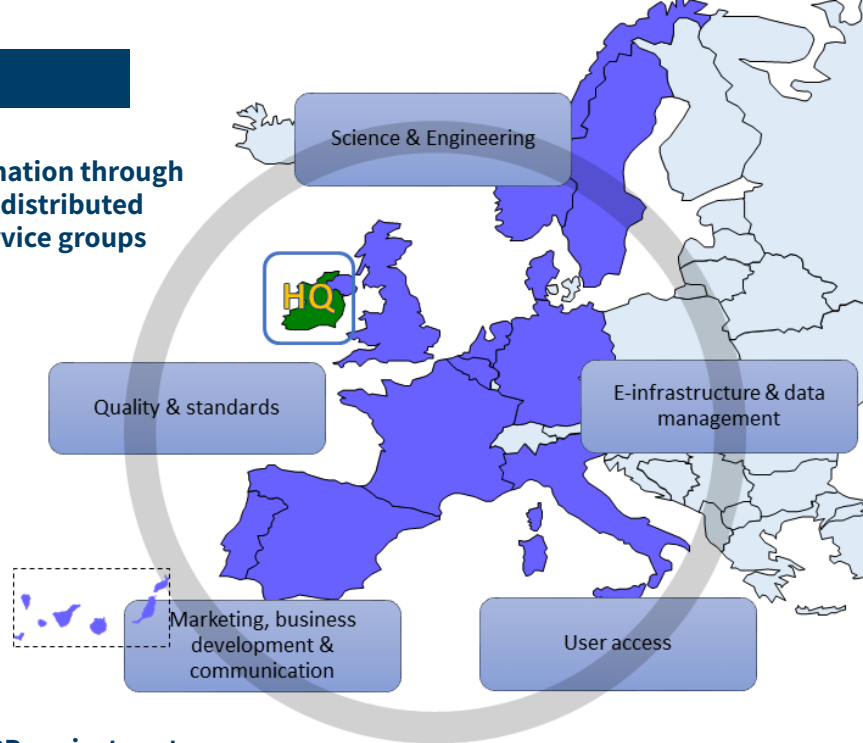 Science & Engineering
nation through
distributed
vice groups
HQ
Quality & standards
E-infrastructure & data
management
Marketing, business
development &
communication
User access